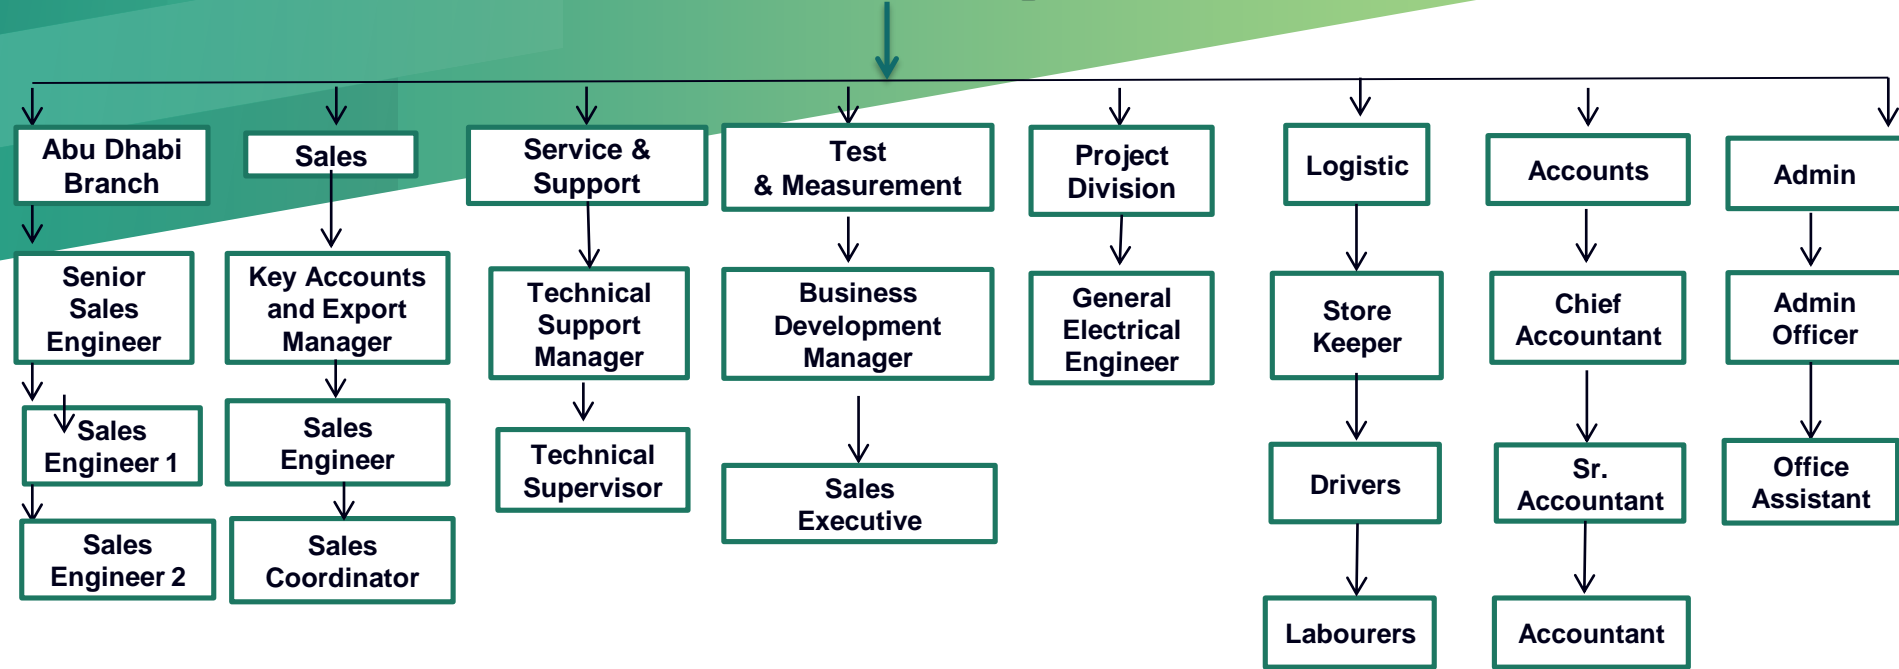 Abu Dhabi
Branch
Sales
Service &
Support
Test
& Measurement
Project
Division
Logistic
Accounts
Admin
Senior
Sales
Engineer
Key Accounts
and Export
Manager
Technical
Support
Manager
Business
Development
Manager
General
Electrical
Engineer
Store
Keeper
Chief
Accountant
Admin
Officer
Sales
Engineer 1
Sales
Engineer
Technical
Supervisor
Sales
Executive
Drivers
Sr.
Accountant
Office
Assistant
Sales
Engineer 2
Sales
Coordinator
Labourers
Accountant